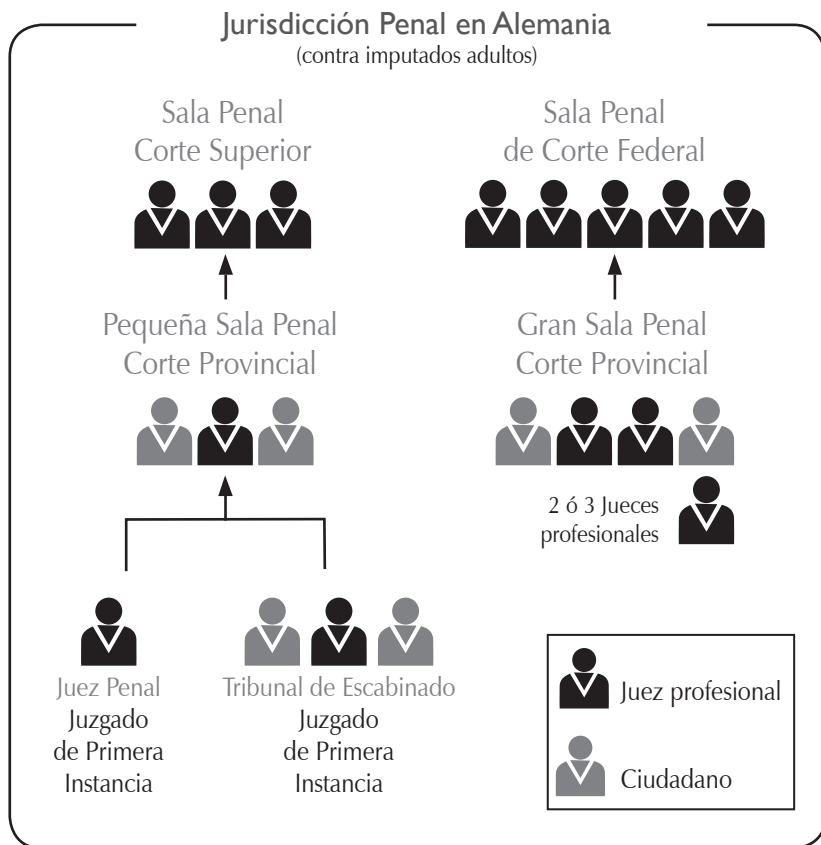 Jurisdicción Penal en Alemania
(contra imputados adultos)
Sala Penal
Corte Superior
Sala Penal
de Corte Federal
Pequeña Sala Penal
Corte Provincial
Gran Sala Penal
Corte Provincial
2 ó 3 Jueces
profesionales
Juez Penal
Juzgado
de Primera
Instancia
Tribunal de Escabinado
Juzgado
de Primera
Instancia
Juez profesional
Ciudadano